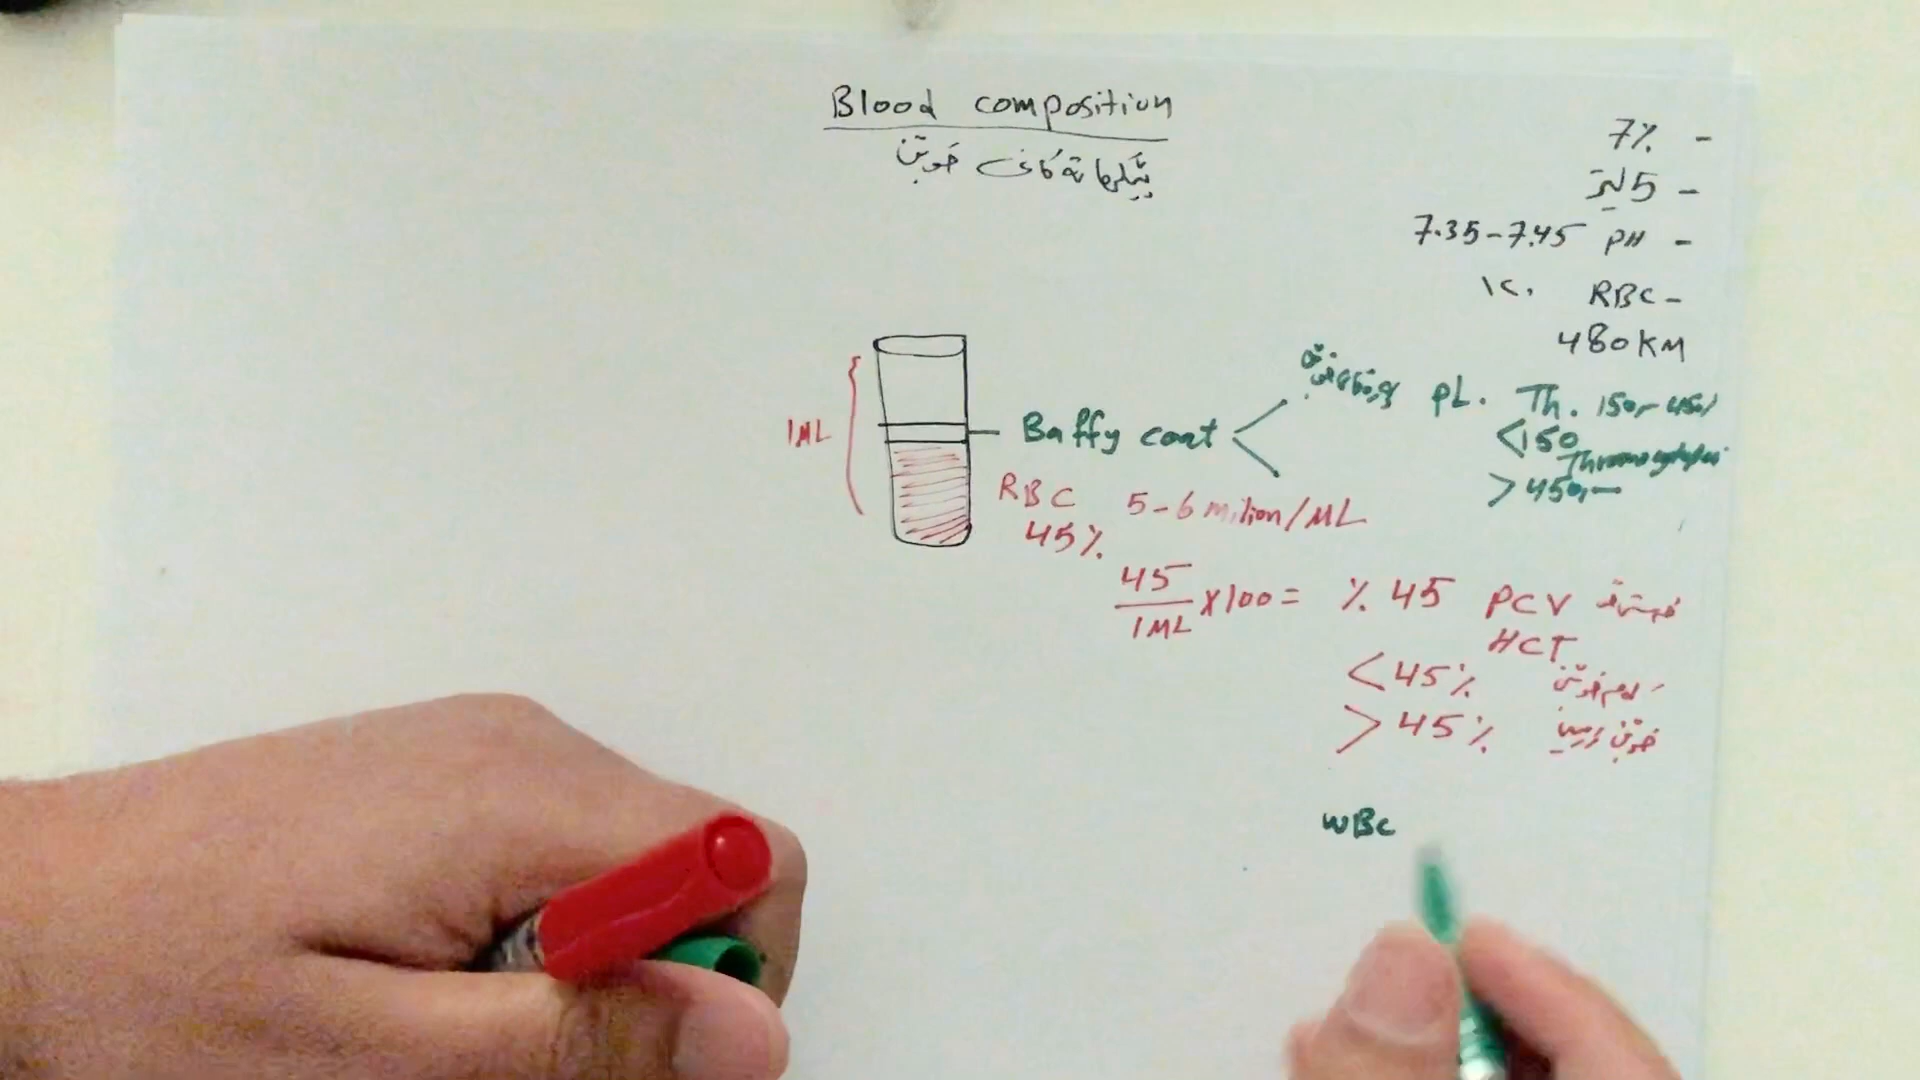 Blood composition
پێکهاتەکانی خوێن
7% -
5 لیتر -
7.35-7.45 PH -
RBC -
480 KM
PL. Th. 150,- 450,
<150
>450,-
1ML
Baffy coat
RBC 5-6 milion/ML
45%
45/1ML x100 = % 45 PCV
HCT
<45% کەم خوێنی
>45%
WBC